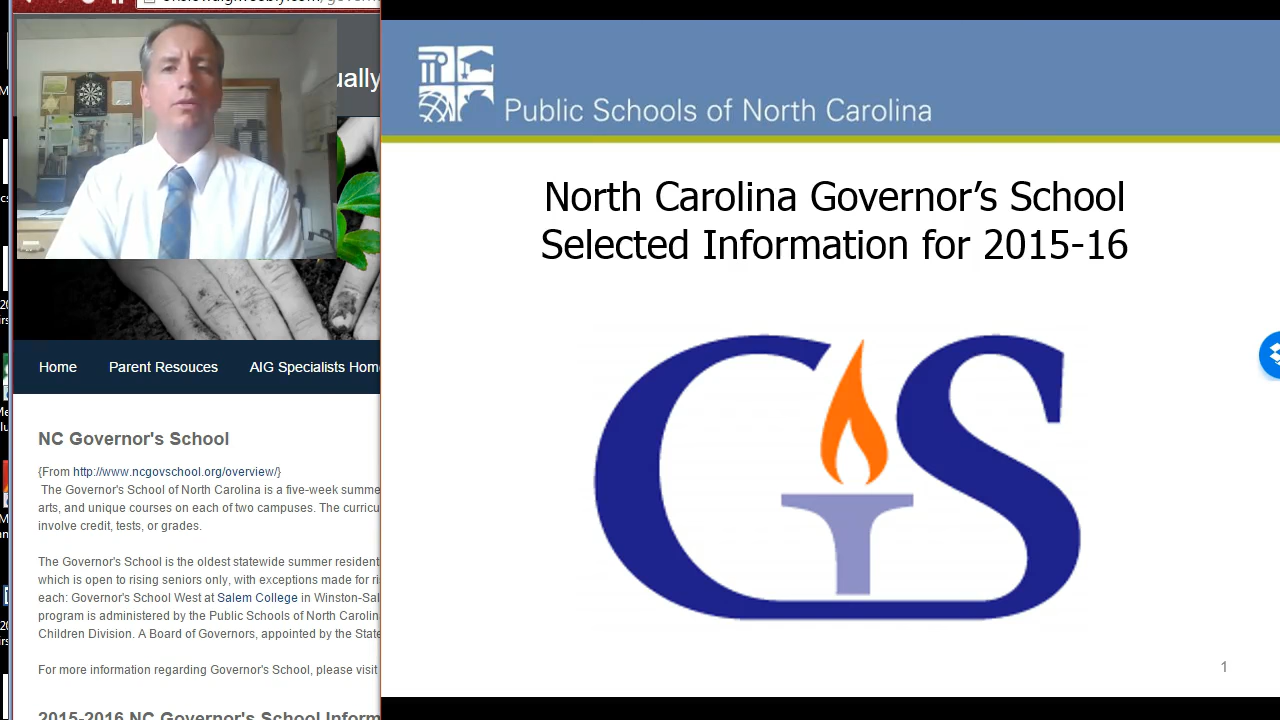 ually
Public Schools of North Carolina
North Carolina Governor’s School
Selected Information for 2015-16
GS
1
Home
Parent Resouces
AIG Specialists Hom
NC Governor's School
{From http://www.ncgovschool.org/overview/}
The Governor's School of North Carolina is a five-week summe
arts, and unique courses on each of two campuses. The curricu
involve credit, tests, or grades.
The Governor's School is the oldest statewide summer resident
which is open to rising seniors only, with exceptions made for ri
each: Governor's School West at Salem College in Winston-Sal
program is administered by the Public Schools of North Carolin
Children Division. A Board of Governors, appointed by the State
For more information regarding Governor's School, please visit
2015-2016 NC Governor's School Inform